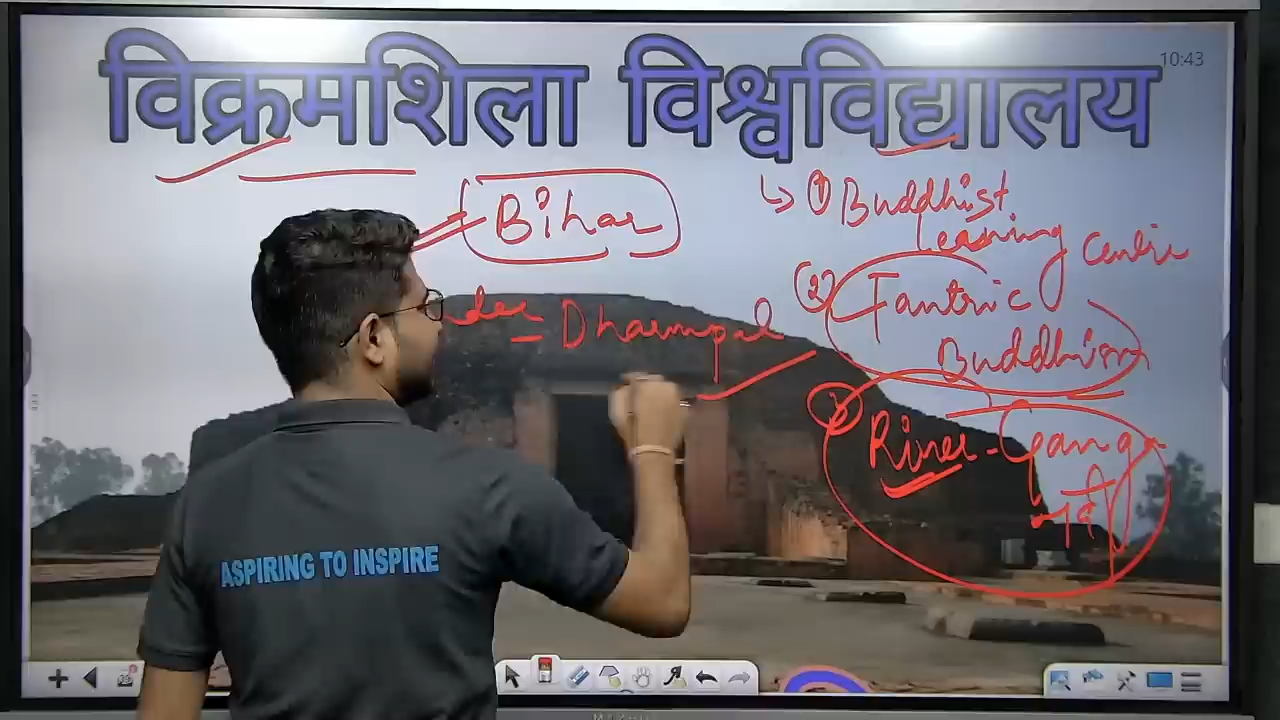 विक्रमशिला विश्वविद्यालय
10:43
Bihar
① Buddhist
Learning Centre
(2) Tantric
Buddhism
Dharmpal
River - Ganga
नदी
ASPIRING TO INSPIRE